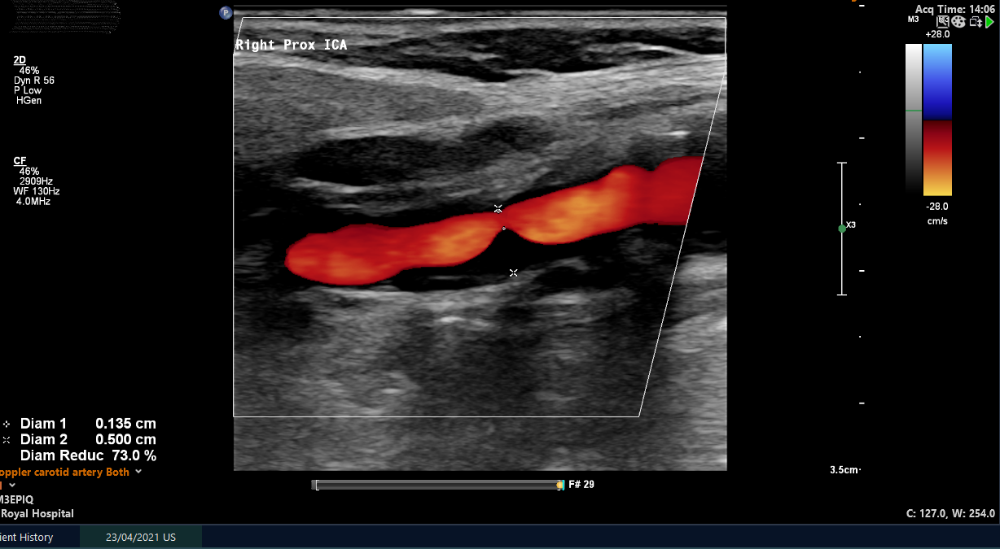 P
Acq Time: 14:06
M3
+28.0
Right Prox ICA
2D
46%
Dyn R 56
P Low
HGen
CF
46%
2909Hz
WF 130Hz
4.0MHz
-28.0
cm/s
X3
Diam 1 0.135 cm
Diam 2 0.500 cm
Diam Reduc 73.0 %
oppler carotid artery Both
3.5cm
F# 29
M3EPIQ
Royal Hospital
C: 127.0, W: 254.0
ient History
23/04/2021 US